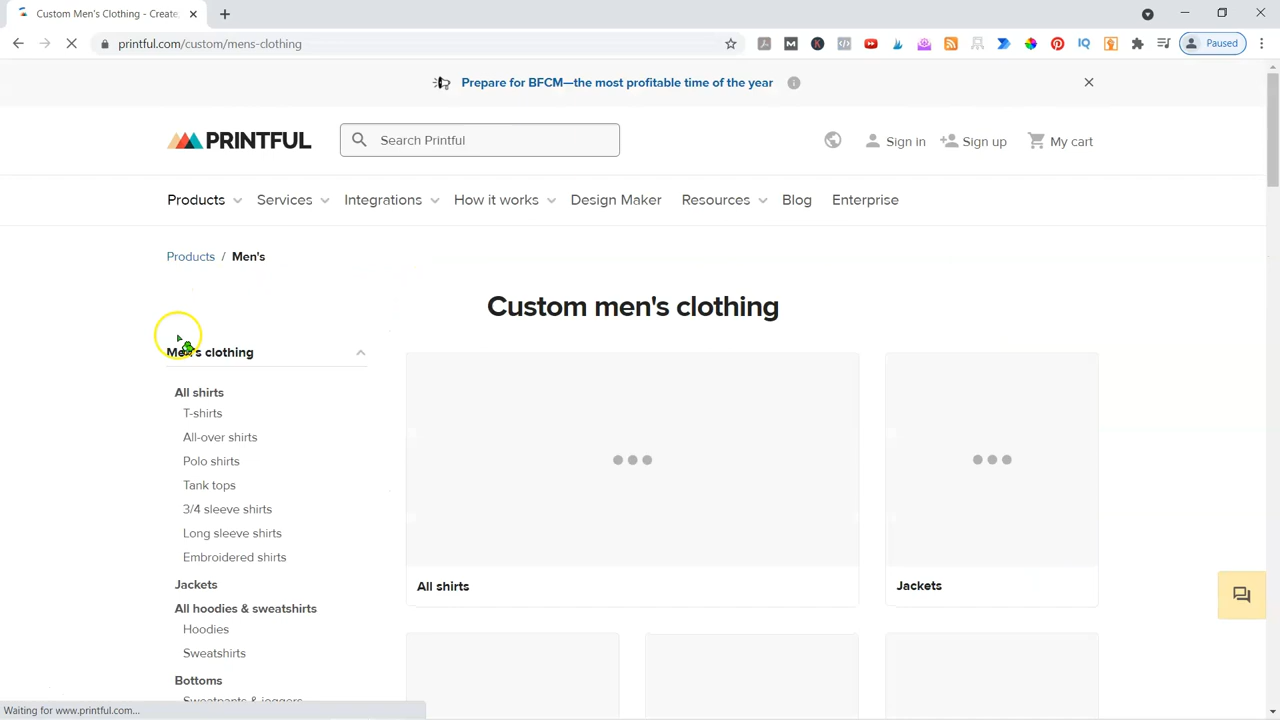 Custom Men's Clothing - Create
printful.com/custom/mens-clothing
Paused
Prepare for BFCM—the most profitable time of the year
PRINTFUL
Search Printful
Sign in
Sign up
My cart
Products
Services
Integrations
How it works
Design Maker
Resources
Blog
Enterprise
Products / Men's
Custom men's clothing
Men's clothing
All shirts
T-shirts
All-over shirts
Polo shirts
Tank tops
3/4 sleeve shirts
Long sleeve shirts
Embroidered shirts
Jackets
All hoodies & sweatshirts
Hoodies
Sweatshirts
Bottoms
Sweatpants & joggers
All shirts
Jackets
Waiting for www.printful.com...